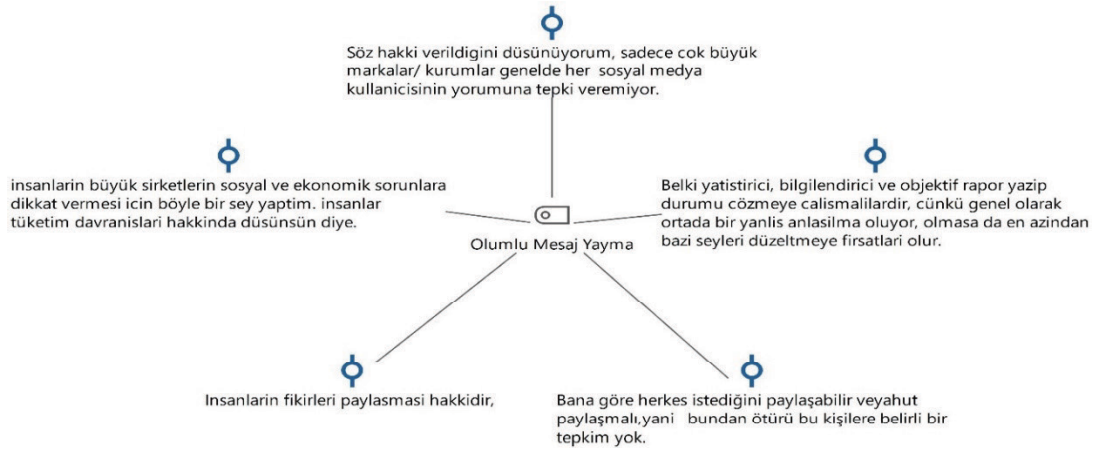 Söz hakki verildigini düsünüyorum, sadece cok büyük
markalar/ kurumlar genelde her sosyal medya
kullanicisinin yorumuna tepki veremiyor.
insanlarin büyük sirketlerin sosyal ve ekonomik sorunlara
dikkat vermesi icin böyle bir sey yaptim. insanlar
tüketim davranislari hakkinda düsünsün diye.
Belki yatistirici, bilgilendirici ve objektif rapor yazip
durumu cözmeye calismalilardir, cünkü genel olarak
ortada bir yanlis anlasilma oluyor, olmasa da en azindan
bazi seyleri düzeltmeye firsatlari olur.
Olumlu Mesaj Yayma
Insanlarin fikirleri paylasmasi hakkidir,
Bana göre herkes istediğini paylaşabilir veyahut
paylaşmalı,yani bundan ötürü bu kişilere belirli bir
tepkim yok.